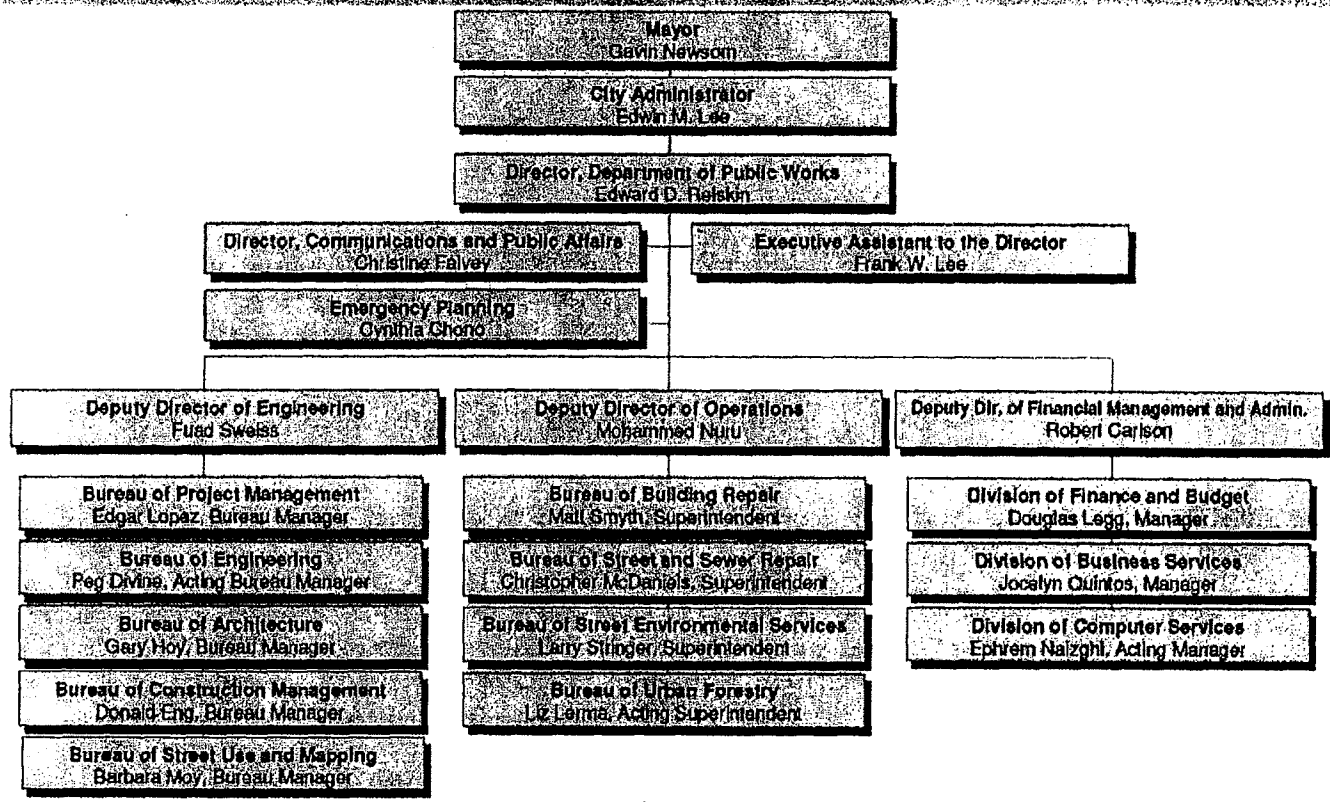 Mayor
Gavin Newsom
City Administrator
Edwin M. Lee
Director, Department of Public Works
Edward D. Reiskin
Director, Communications and Public Affairs
Christine Falvey
Executive Assistant to the Director
Frank W. Lee
Emergency Planning
Cynthia Chono
Deputy Director of Engineering
Fuad Sweiss
Deputy Director of Operations
Mohammed Nuru
Deputy Dir. of Financial Management and Admin.
Robert Carlson
Bureau of Project Management
Edgar Lopez, Bureau Manager
Bureau of Engineering
Peg Divine, Acting Bureau Manager
Bureau of Architecture
Gary Hoy, Bureau Manager
Bureau of Construction Management
Donald Eng, Bureau Manager
Bureau of Street Use and Mapping
Barbara Moy, Bureau Manager
Bureau of Building Repair
Matt Smyth, Superintendent
Bureau of Street and Sewer Repair
Christopher McDaniels, Superintendent
Bureau of Street Environmental Services
Larry Stringer, Superintendent
Bureau of Urban Forestry
Liz Lerma, Acting Superintendent
Division of Finance and Budget
Douglas Legg, Manager
Division of Business Services
Jocelyn Quintos, Manager
Division of Computer Services
Ephrem Naizghi, Acting Manager